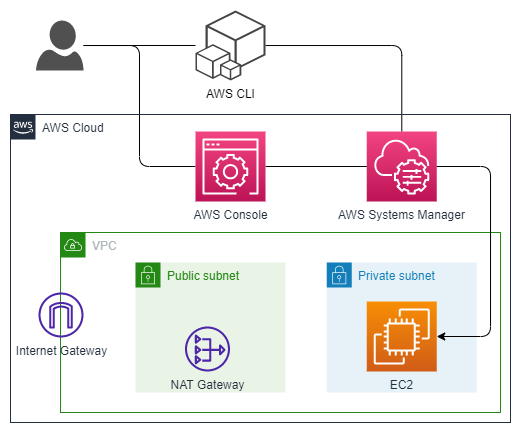 AWS CLI
aws
AWS Cloud
AWS Console
AWS Systems Manager
VPC
Public subnet
Private subnet
Internet Gateway
NAT Gateway
EC2